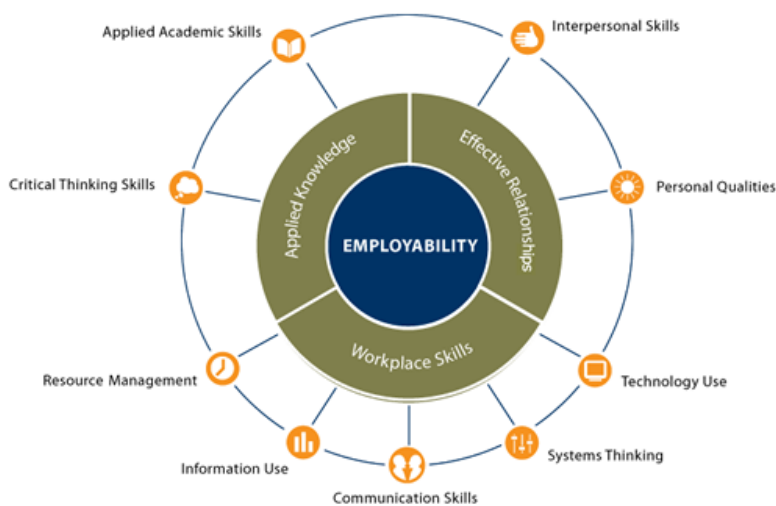 Applied Academic Skills
Interpersonal Skills
Applied Knowledge
Effective Relationships
Critical Thinking Skills
Personal Qualities
EMPLOYABILITY
Workplace Skills
Resource Management
Technology Use
Information Use
Systems Thinking
Communication Skills